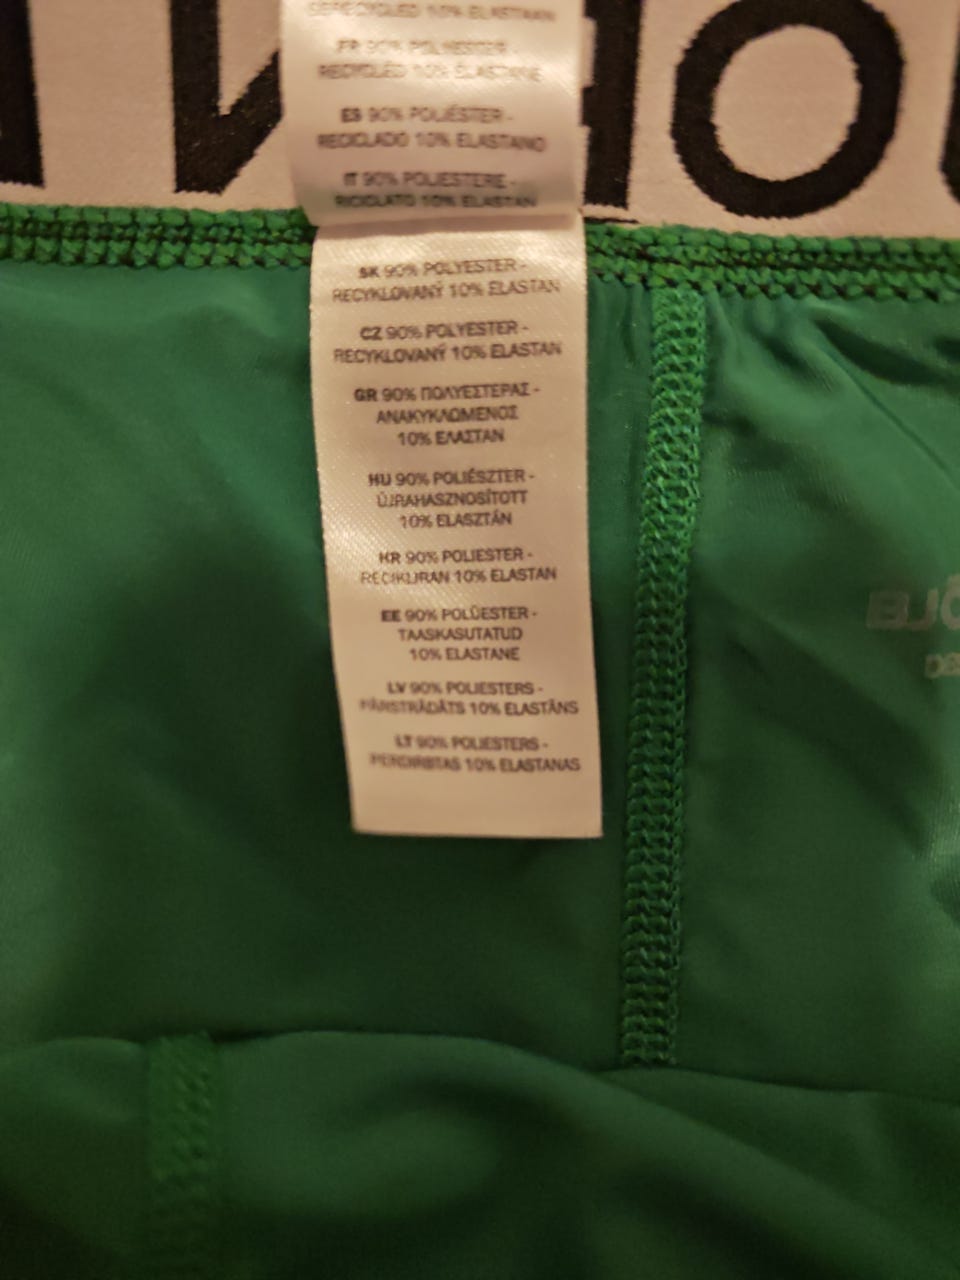 FR 90% POLYESTER -
RECYCLÉD 10% ELASTANE
ES 90% POLIÉSTER -
RECICLADO 10% ELASTANO
IT 90% POLIESTERE -
RICICLATO 10% ELASTAN
SK 90% POLYESTER -
RECYKLOVANÝ 10% ELASTAN
CZ 90% POLYESTER -
RECYKLOVANÝ 10% ELASTAN
GR 90% ΠΟΛΥΕΣΤΕΡΑΣ -
ΑΝΑΚΥΚΛΩΜΕΝΟΣ
10% ΕΛΑΣΤΑΝ
HU 90% POLIÉSZTER -
ÚJRAHASZNOSÍTOTT
10% ELASZTÁN
HR 90% POLIESTER -
RECIKLIRAN 10% ELASTAN
EE 90% POLÜESTER -
TAASKASUTATUD
10% ELASTANE
LV 90% POLIESTERS -
PĀRSTRĀDĀTS 10% ELASTĀNS
LT 90% POLIESTERS -
PERDIRBTAS 10% ELASTANAS